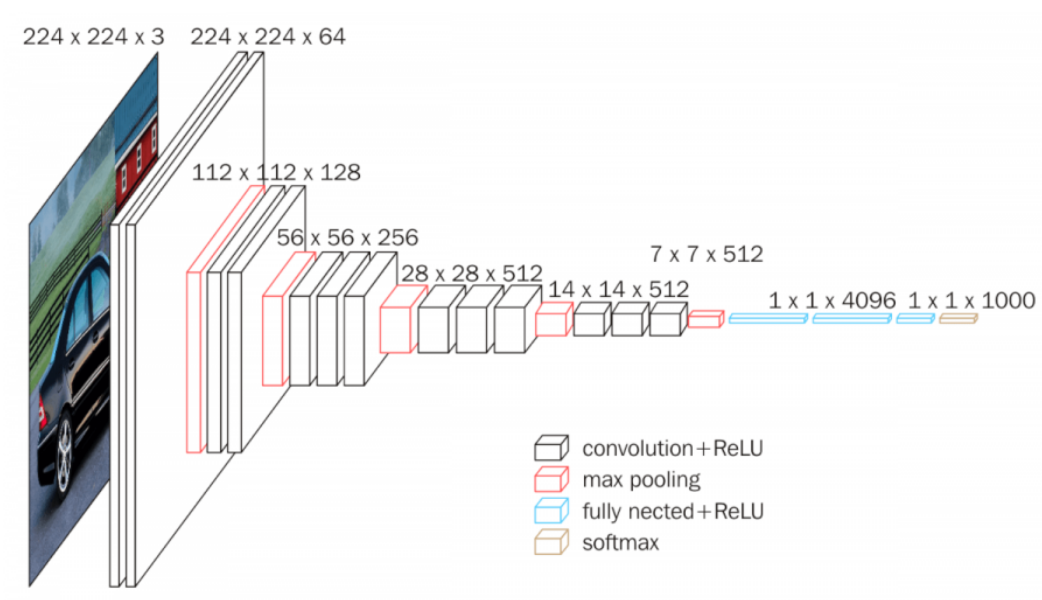 224 x 224 x 3
224 x 224 x 64
112 x 112 x 128
56 x 56 x 256
28 x 28 x 512
14 x 14 x 512
7 x 7 x 512
1 x 1 x 4096
1 x 1 x 1000
convolution+ReLU
max pooling
fully nected+ReLU
softmax